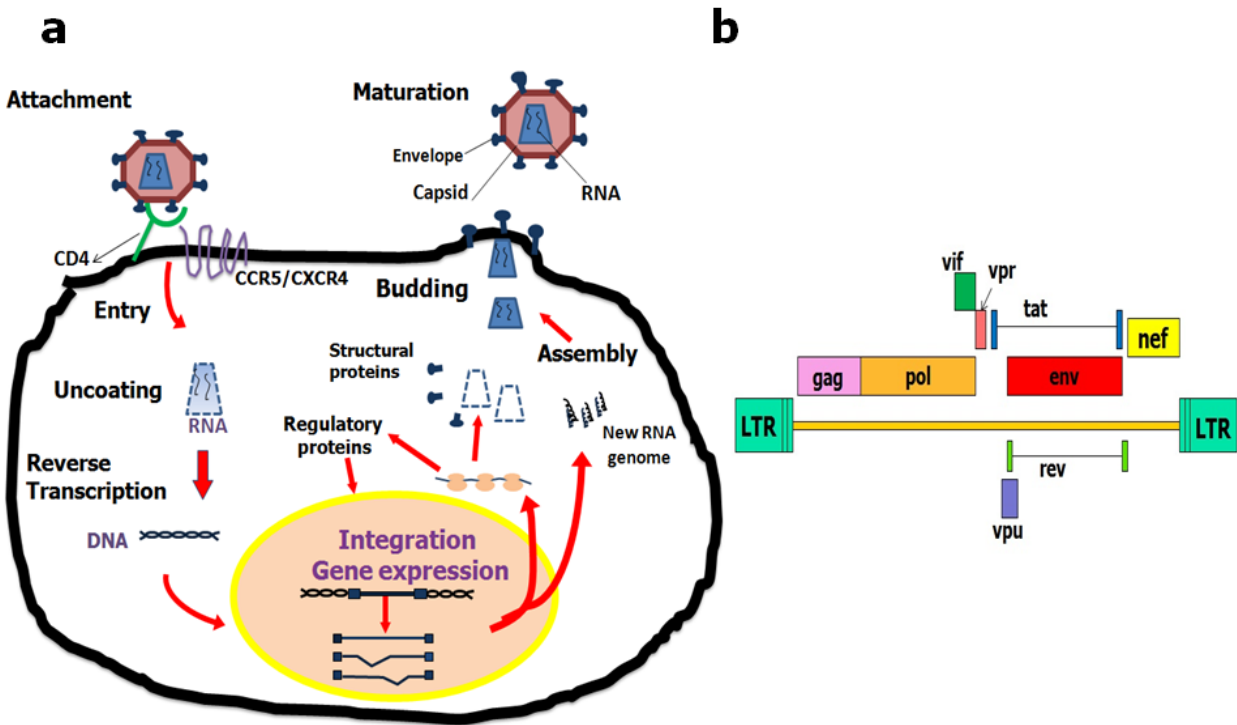 a
Attachment
CD4
CCR5/CXCR4
Entry
Uncoating
RNA
Reverse
Transcription
DNA
Maturation
Envelope
Capsid
RNA
Budding
Assembly
Structural
proteins
Regulatory
proteins
New RNA
genome
Integration
Gene expression
b
vif
vpr
tat
nef
gag
pol
env
LTR
LTR
rev
vpu